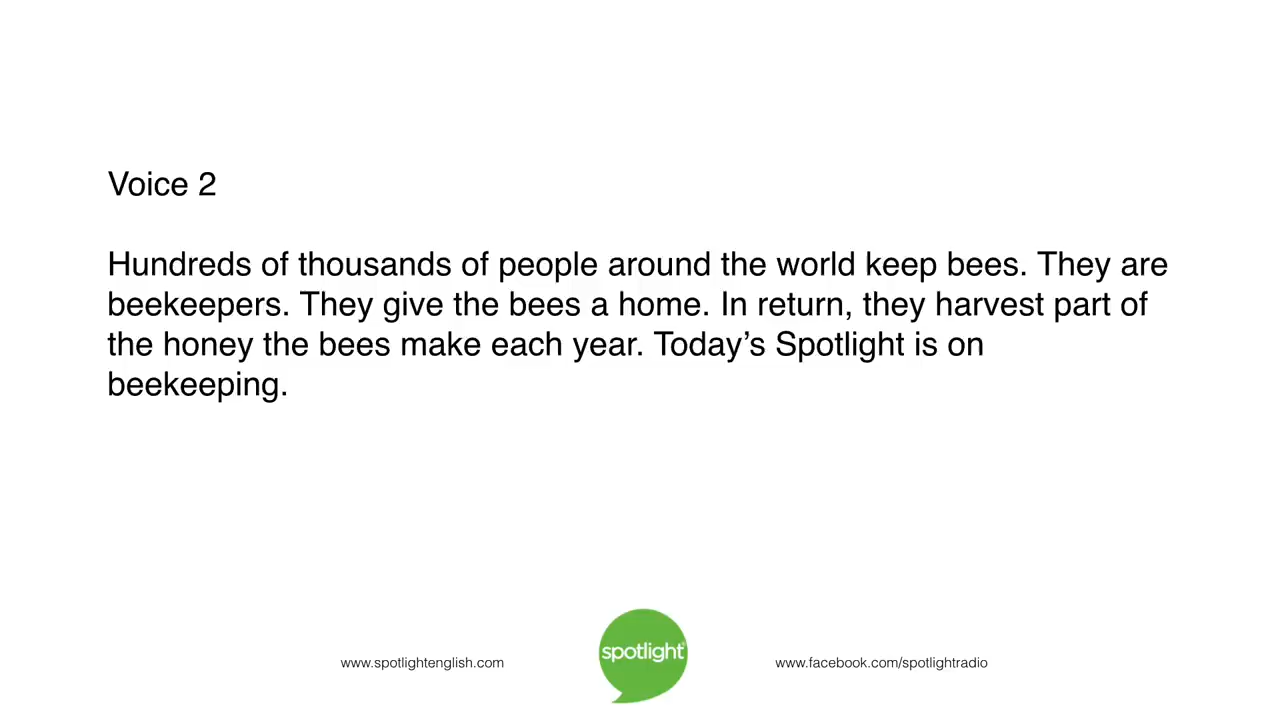 Voice 2
Hundreds of thousands of people around the world keep bees. They are
beekeepers. They give the bees a home. In return, they harvest part of
the honey the bees make each year. Today’s Spotlight is on
beekeeping.
spotlight
www.spotlightenglish.com
www.facebook.com/spotlightradio